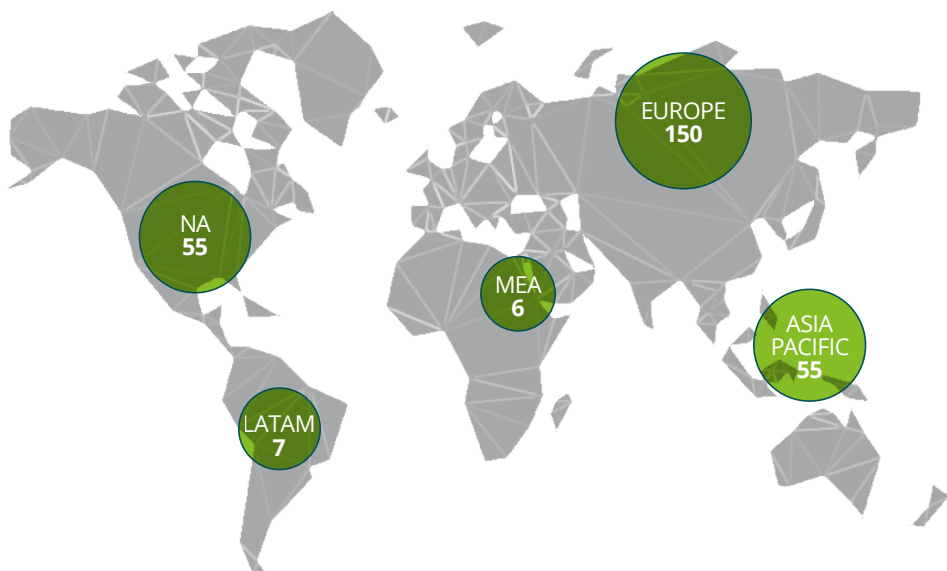 EUROPE
150
NA
55
MEA
6
ASIA
PACIFIC
55
LATAM
7